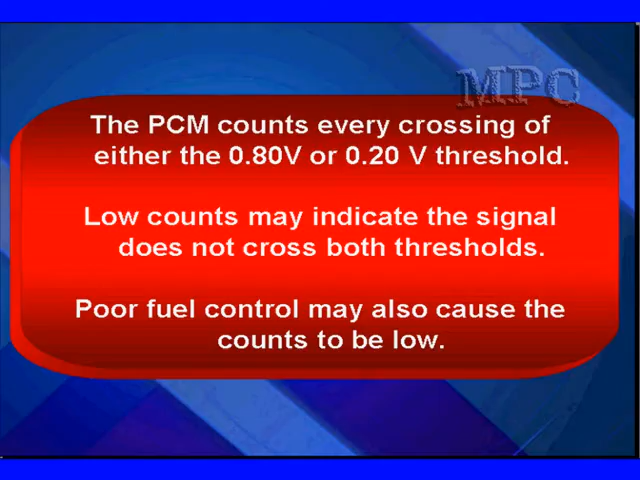 MPC
The PCM counts every crossing of
either the 0.80V or 0.20 V threshold.
Low counts may indicate the signal
does not cross both thresholds.
Poor fuel control may also cause the
counts to be low.